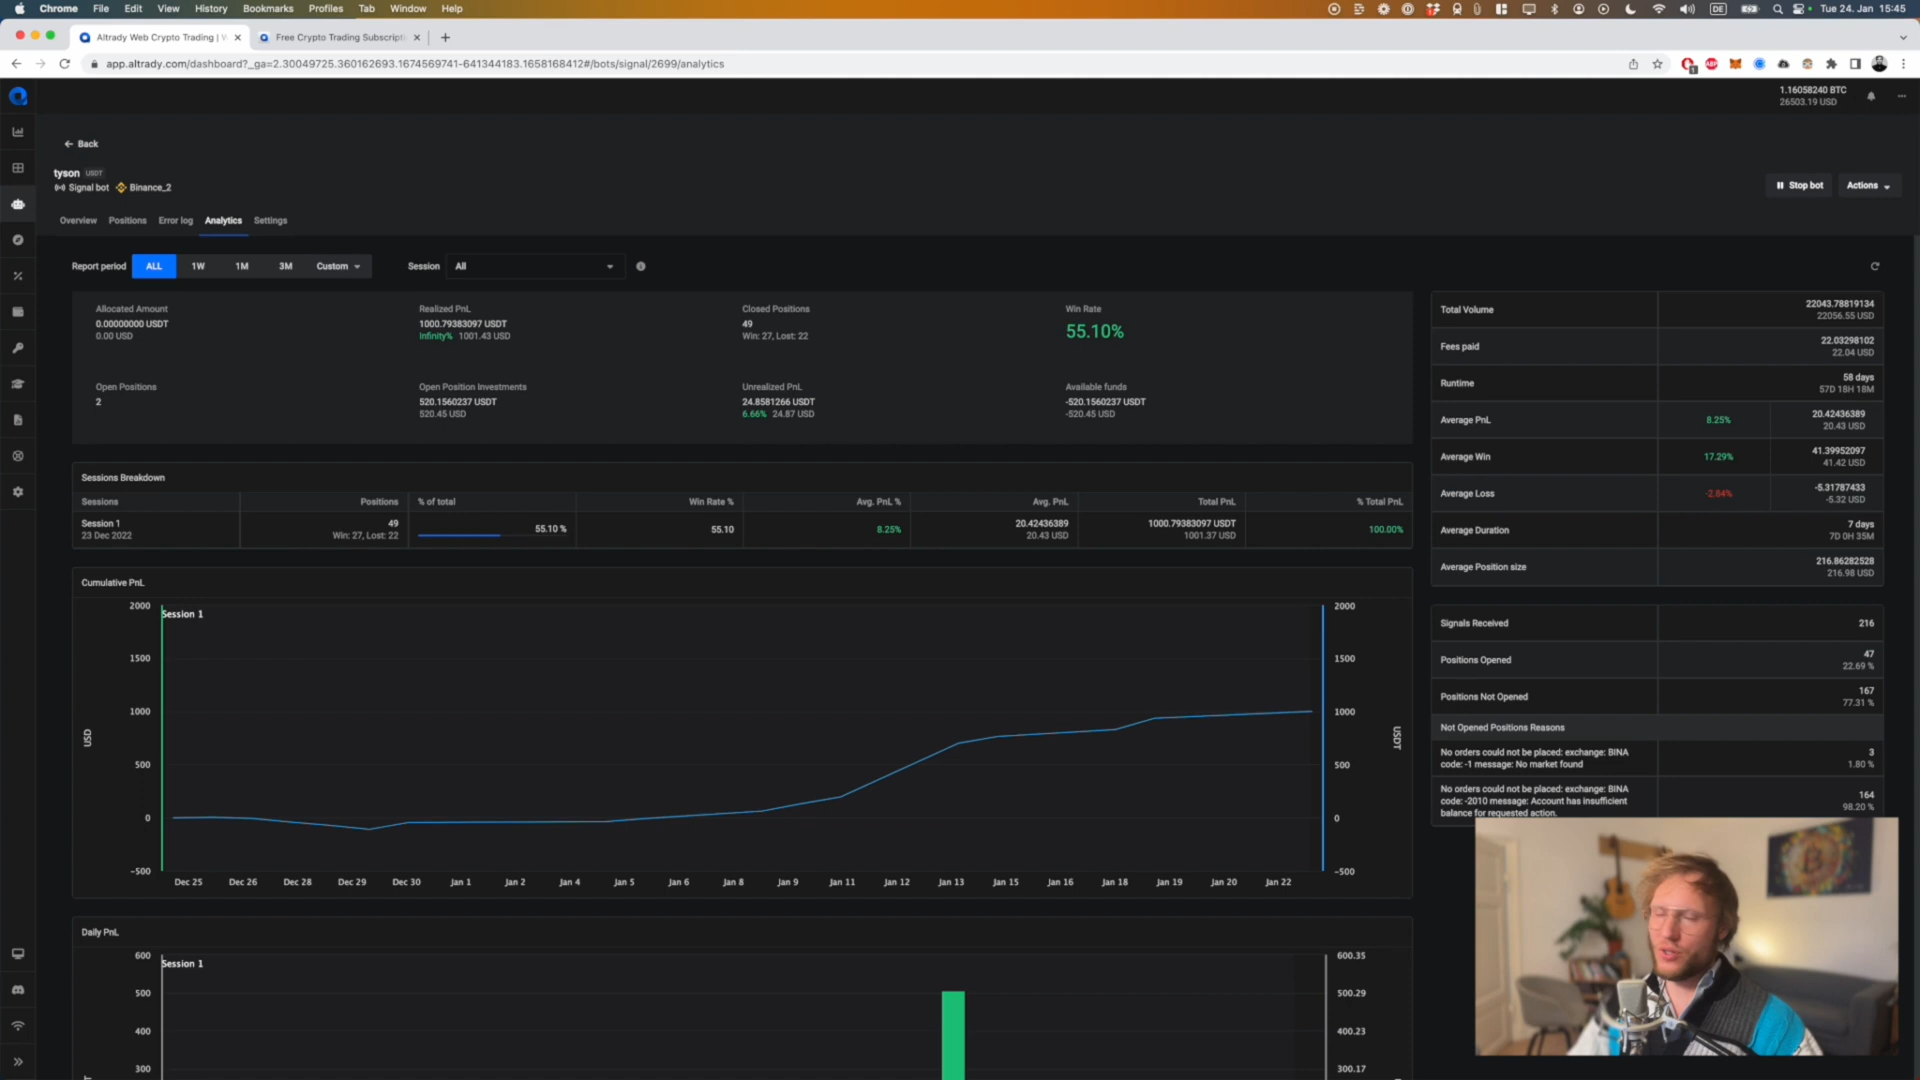 Chrome File Edit View History Bookmarks Profiles Tab Window Help
DE
Tue 24. Jan 15:45
Altrady Web Crypto Trading |
Free Crypto Trading Subscripti
app.altrady.com/dashboard?_ga=2.30049725.360162693.1674569741-641344183.1658168412#/bots/signal/2699/analytics
1.16058240 BTC
26503.19 USD
Back
tyson USDT
Signal bot Binance_2
Stop bot Actions
Overview Positions Error log Analytics Settings
Report period ALL 1W 1M 3M Custom Session All
Allocated Amount
0.00000000 USDT
0.00 USD
Realized PnL
1000.79383097 USDT
Infinity% 1001.43 USD
Closed Positions
49
Win: 27, Lost: 22
Win Rate
55.10%
Open Positions
2
Open Position Investments
520.1560237 USDT
520.45 USD
Unrealized PnL
24.8581266 USDT
6.66% 24.87 USD
Available funds
-520.1560237 USDT
-520.45 USD
Sessions Breakdown
Sessions Positions % of total Win Rate % Avg. PnL % Avg. PnL Total PnL % Total PnL
Session 1 49 55.10 % 55.10 8.25% 20.42436389 1000.79383097 USDT 100.00%
23 Dec 2022 Win: 27, Lost: 22 20.43 USD 1001.37 USD
Cumulative PnL
Session 1
2000 2000
1500 1500
1000 1000
500 500
0 0
-500 -500
USD
USDT
Dec 25 Dec 26 Dec 28 Dec 29 Dec 30 Jan 1 Jan 2 Jan 4 Jan 5 Jan 6 Jan 8 Jan 9 Jan 11 Jan 12 Jan 13 Jan 15 Jan 16 Jan 18 Jan 19 Jan 20 Jan 22
Daily PnL
Session 1
600 600.35
500 500.29
400 400.23
300 300.17
Total Volume 22043.78819134
22056.55 USD
Fees paid 22.03298102
22.04 USD
Runtime 58 days
57D 18H 18M
Average PnL 8.25% 20.42436389
20.43 USD
Average Win 17.29% 41.39952097
41.42 USD
Average Loss -2.84% -5.31787433
-5.32 USD
Average Duration 7 days
7D 0H 35M
Average Position size 216.86282528
216.98 USD
Signals Received 216
Positions Opened 47
22.69 %
Positions Not Opened 167
77.31 %
Not Opened Positions Reasons
No orders could not be placed: exchange: BINA 3
code: -1 message: No market found 1.80 %
No orders could not be placed: exchange: BINA 164
code: -2010 message: Account has insufficient 98.20 %
balance for requested action.